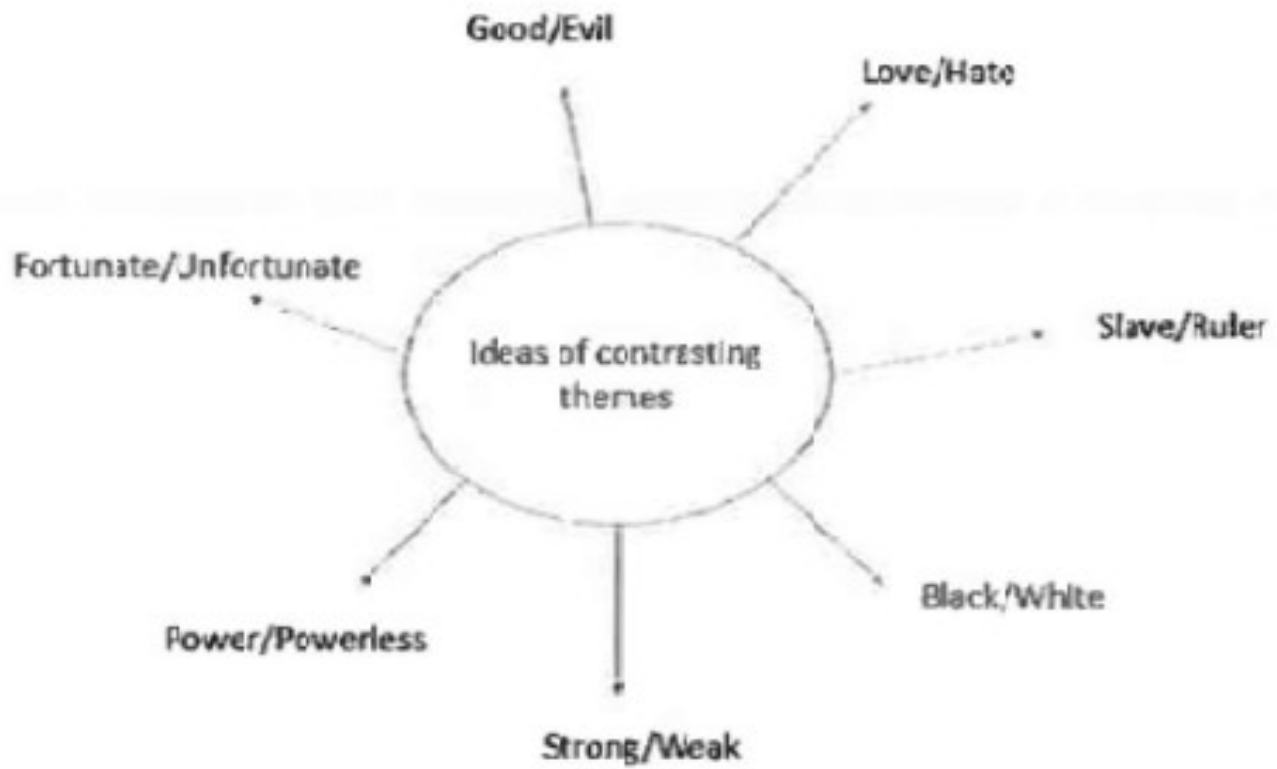 Good/Evil
Love/Hate
Fortunate/Unfortunate
Slave/Ruler
Ideas of contrasting
themes
Black/White
Power/Powerless
Strong/Weak